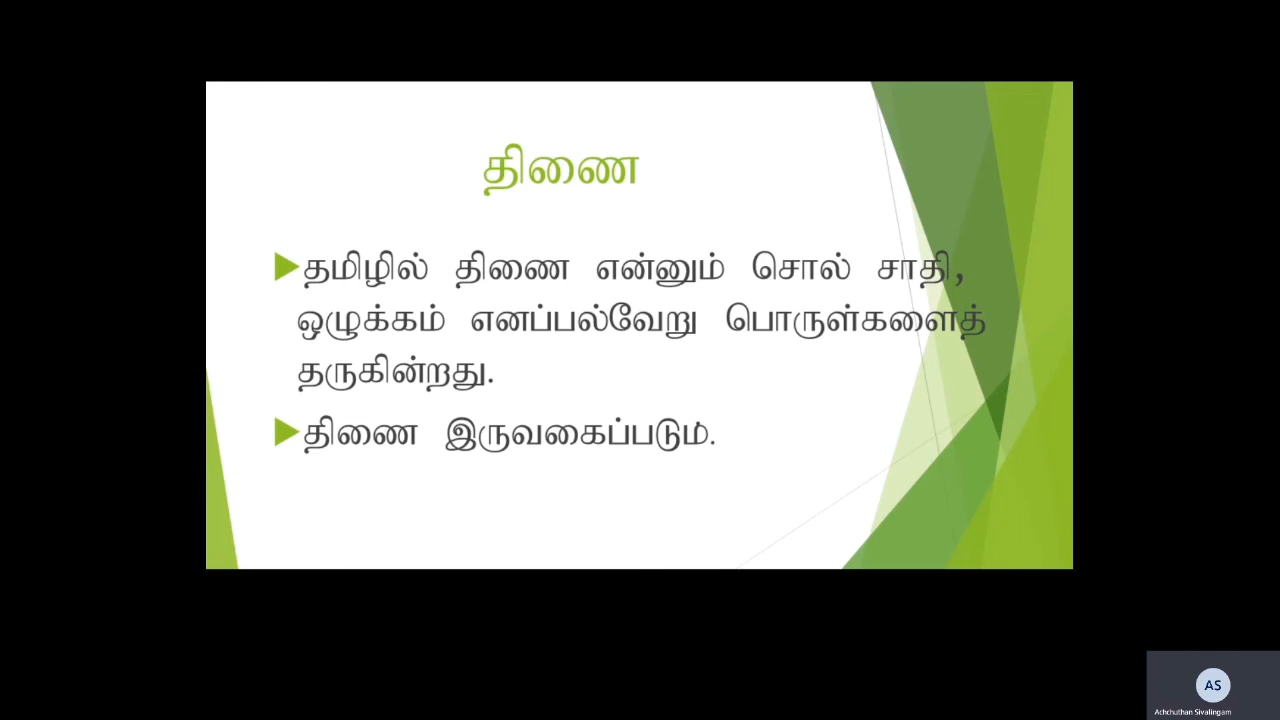 திணை
தமிழில் திணை என்னும் சொல் சாதி,
ஒழுக்கம் எனப்பல்வேறு பொருள்களைத்
தருகின்றது.
திணை இருவகைப்படும்.
AS
Achchuthan Sivalingam